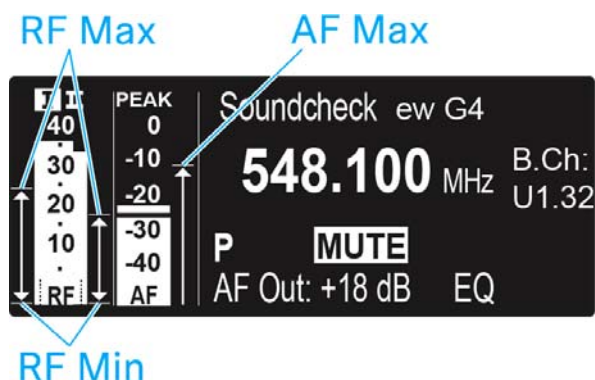 RF Max AF Max
I II PEAK Soundcheck ew G4
40 0
30 -10 548.100 MHz B.Ch:
20 -20 U1.32
10 -30 P MUTE
-40 AF Out: +18 dB EQ
RF AF
RF Min